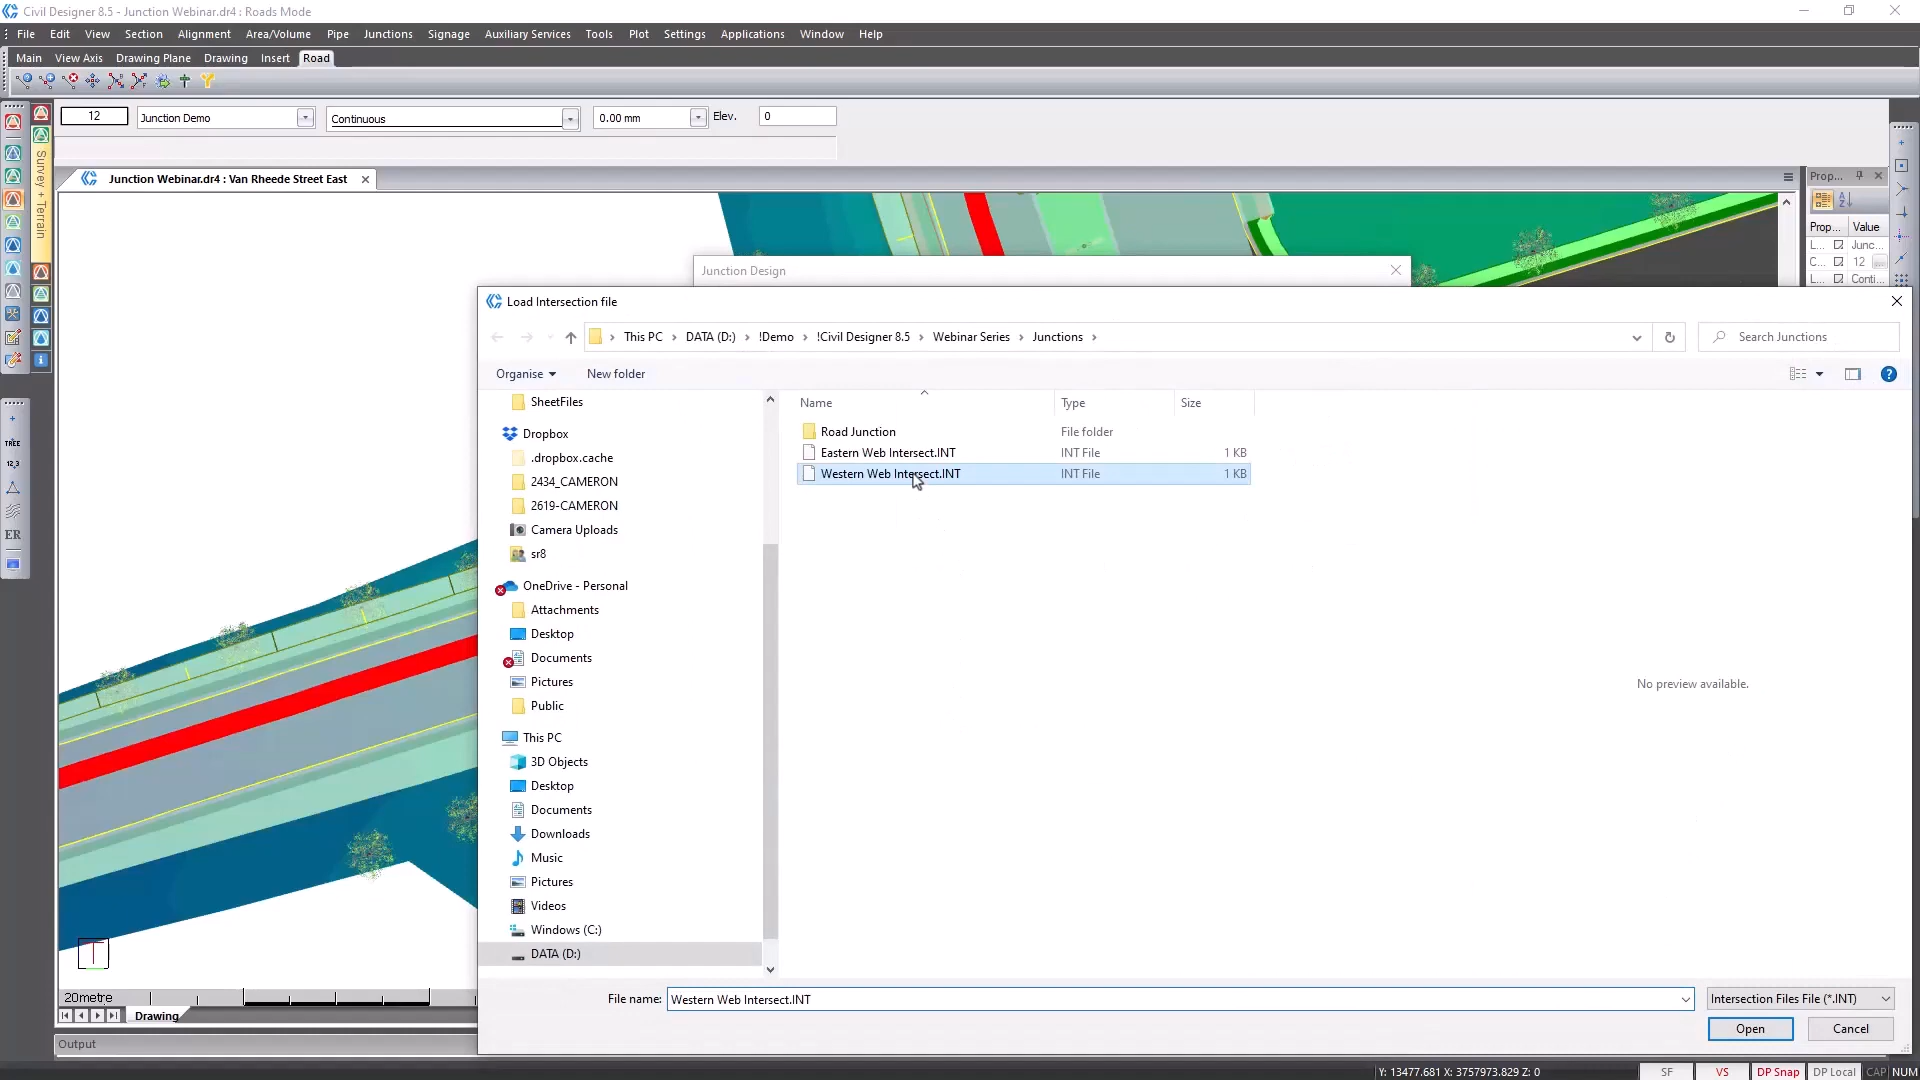 Civil Designer 8.5 - Junction Webinar.dr4 : Roads Mode
File Edit View Section Alignment Area/Volume Pipe Junctions Signage Auxiliary Services Tools Plot Settings Applications Window Help
Main View Axis Drawing Plane Drawing Insert Road
12 Junction Demo Continuous 0.00 mm Elev. 0
Survey + Terrain
Junction Webinar.dr4 : Van Rheede Street East
Prop...
Prop... Value
L... Junc...
C... 12
L... Conti...
Junction Design
Load Intersection file
This PC DATA (D:) !Demo !Civil Designer 8.5 Webinar Series Junctions
Search Junctions
Organise New folder
Name Type Size
Road Junction File folder
Eastern Web Intersect.INT INT File 1 KB
Western Web Intersect.INT INT File 1 KB
SheetFiles
Dropbox
.dropbox.cache
2434_CAMERON
2619-CAMERON
Camera Uploads
sr8
OneDrive - Personal
Attachments
Desktop
Documents
Pictures
Public
This PC
3D Objects
Desktop
Documents
Downloads
Music
Pictures
Videos
Windows (C:)
DATA (D:)
No preview available.
TREE
12.3
ER
File name: Western Web Intersect.INT Intersection Files File (*.INT)
Open Cancel
20metre
Drawing
Output
Y: 13477.681 X: 3757973.829 Z: 0 SF VS DP Snap DP Local CAP NUM